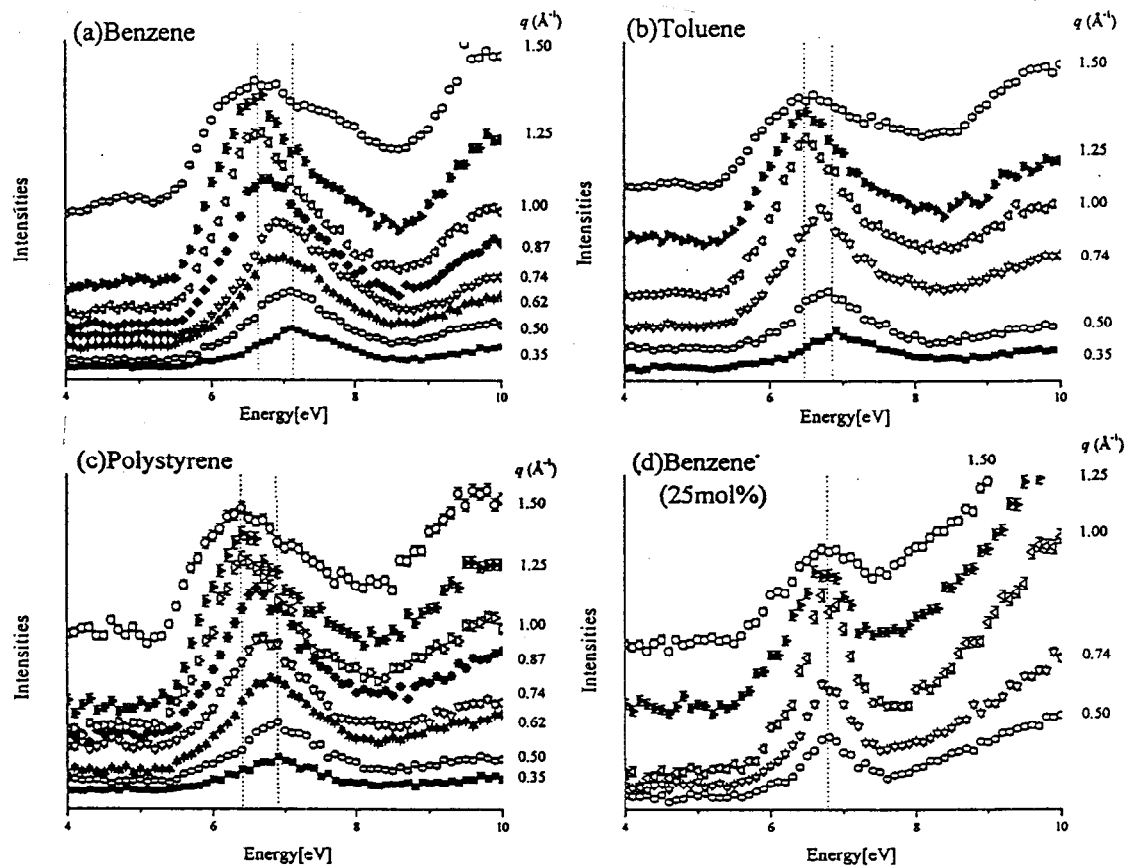 (a)Benzene
q (Å⁻¹)
1.50
1.25
1.00
0.87
0.74
0.62
0.50
0.35
Intensities
4 6 8 10
Energy[eV]
(b)Toluene
q (Å⁻¹)
1.50
1.25
1.00
0.74
0.50
0.35
Intensities
4 6 8 10
Energy[eV]
(c)Polystyrene
q (Å⁻¹)
1.50
1.25
1.00
0.87
0.74
0.62
0.50
0.35
Intensities
4 6 8 10
Energy[eV]
(d)Benzene
(25mol%)
q (Å⁻¹)
1.50
1.25
1.00
0.74
0.50
Intensities
4 6 8 10
Energy[eV]